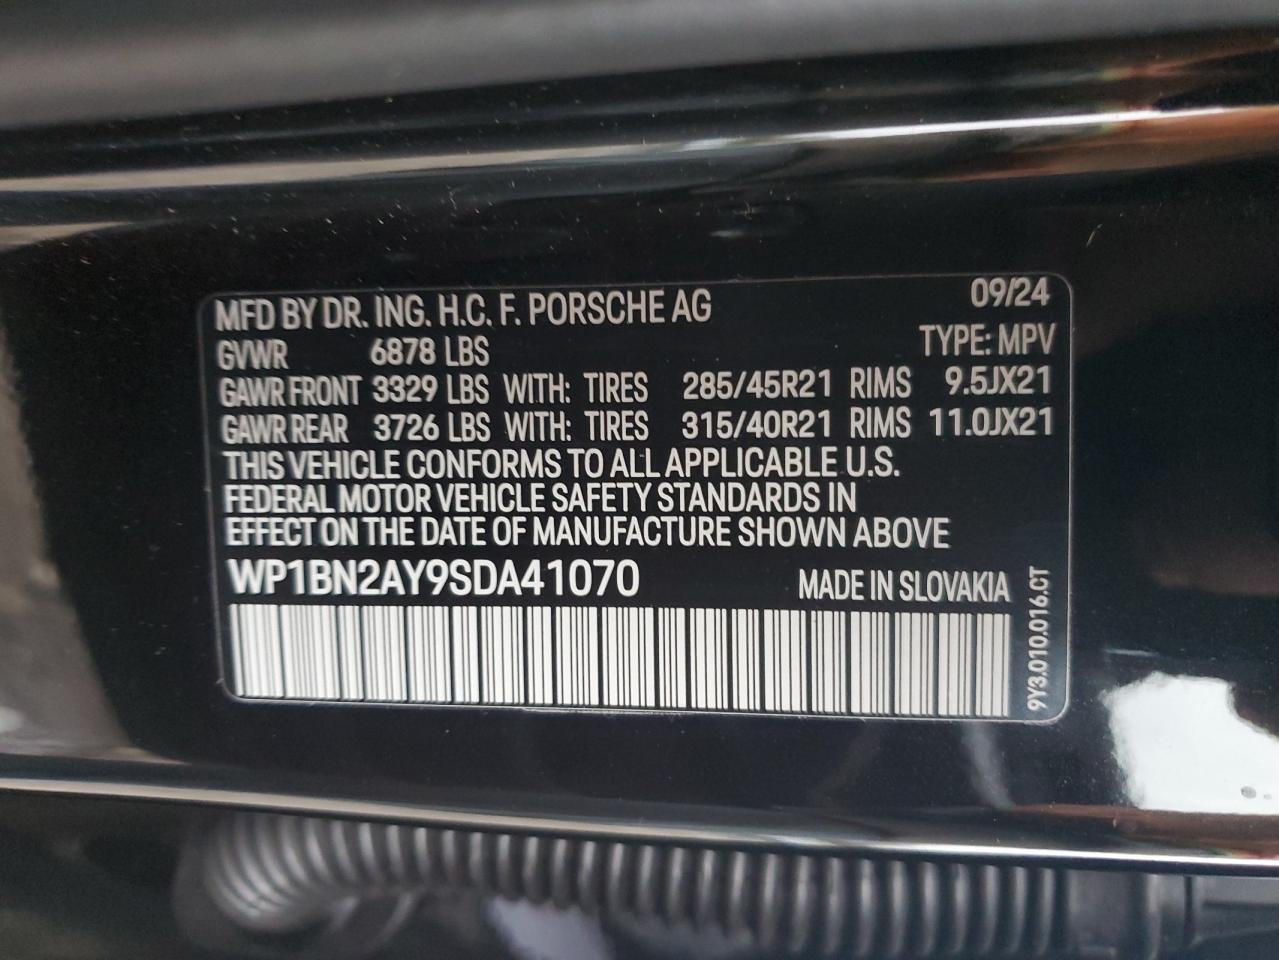 MFD BY DR. ING. H.C. F. PORSCHE AG 09/24
GVWR 6878 LBS TYPE: MPV
GAWR FRONT 3329 LBS WITH: TIRES 285/45R21 RIMS 9.5JX21
GAWR REAR 3726 LBS WITH: TIRES 315/40R21 RIMS 11.0JX21
THIS VEHICLE CONFORMS TO ALL APPLICABLE U.S.
FEDERAL MOTOR VEHICLE SAFETY STANDARDS IN
EFFECT ON THE DATE OF MANUFACTURE SHOWN ABOVE
WP1BN2AY9SDA41070 MADE IN SLOVAKIA
9Y3.010.016.CT